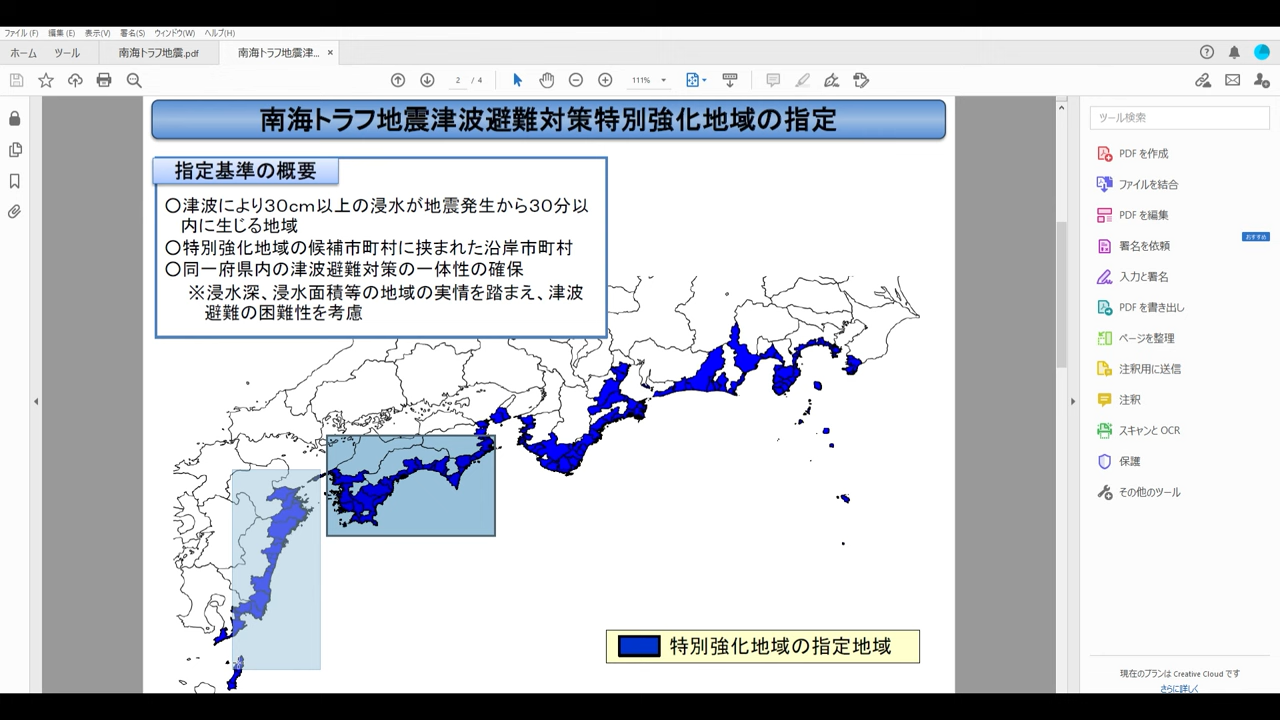 ファイル(F) 編集(E) 表示(V) 署名(S) ウィンドウ(W) ヘルプ(H)
ホーム ツール 南海トラフ地震.pdf 南海トラフ地震津... ×
2 / 4 111%
南海トラフ地震津波避難対策特別強化地域の指定
指定基準の概要
○津波により30cm以上の浸水が地震発生から30分以
内に生じる地域
○特別強化地域の候補市町村に挟まれた沿岸市町村
○同一府県内の津波避難対策の一体性の確保
※浸水深、浸水面積等の地域の実情を踏まえ、津波
避難の困難性を考慮
特別強化地域の指定地域
ツール検索
PDF を作成
ファイルを結合
PDF を編集
署名を依頼
おすすめ
入力と署名
PDF を書き出し
ページを整理
注釈用に送信
注釈
スキャンと OCR
保護
その他のツール
現在のプランは Creative Cloud です
さらに詳しく